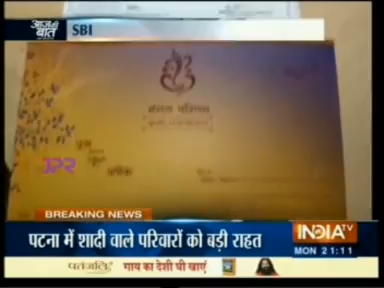 आज की बात
SBI
मंगल परिणय
BREAKING NEWS
पटना में शादी वाले परिवारों को बड़ी राहत
INDIA TV
MON 21:11
पतंजलि
गाय का देशी घी खाएं